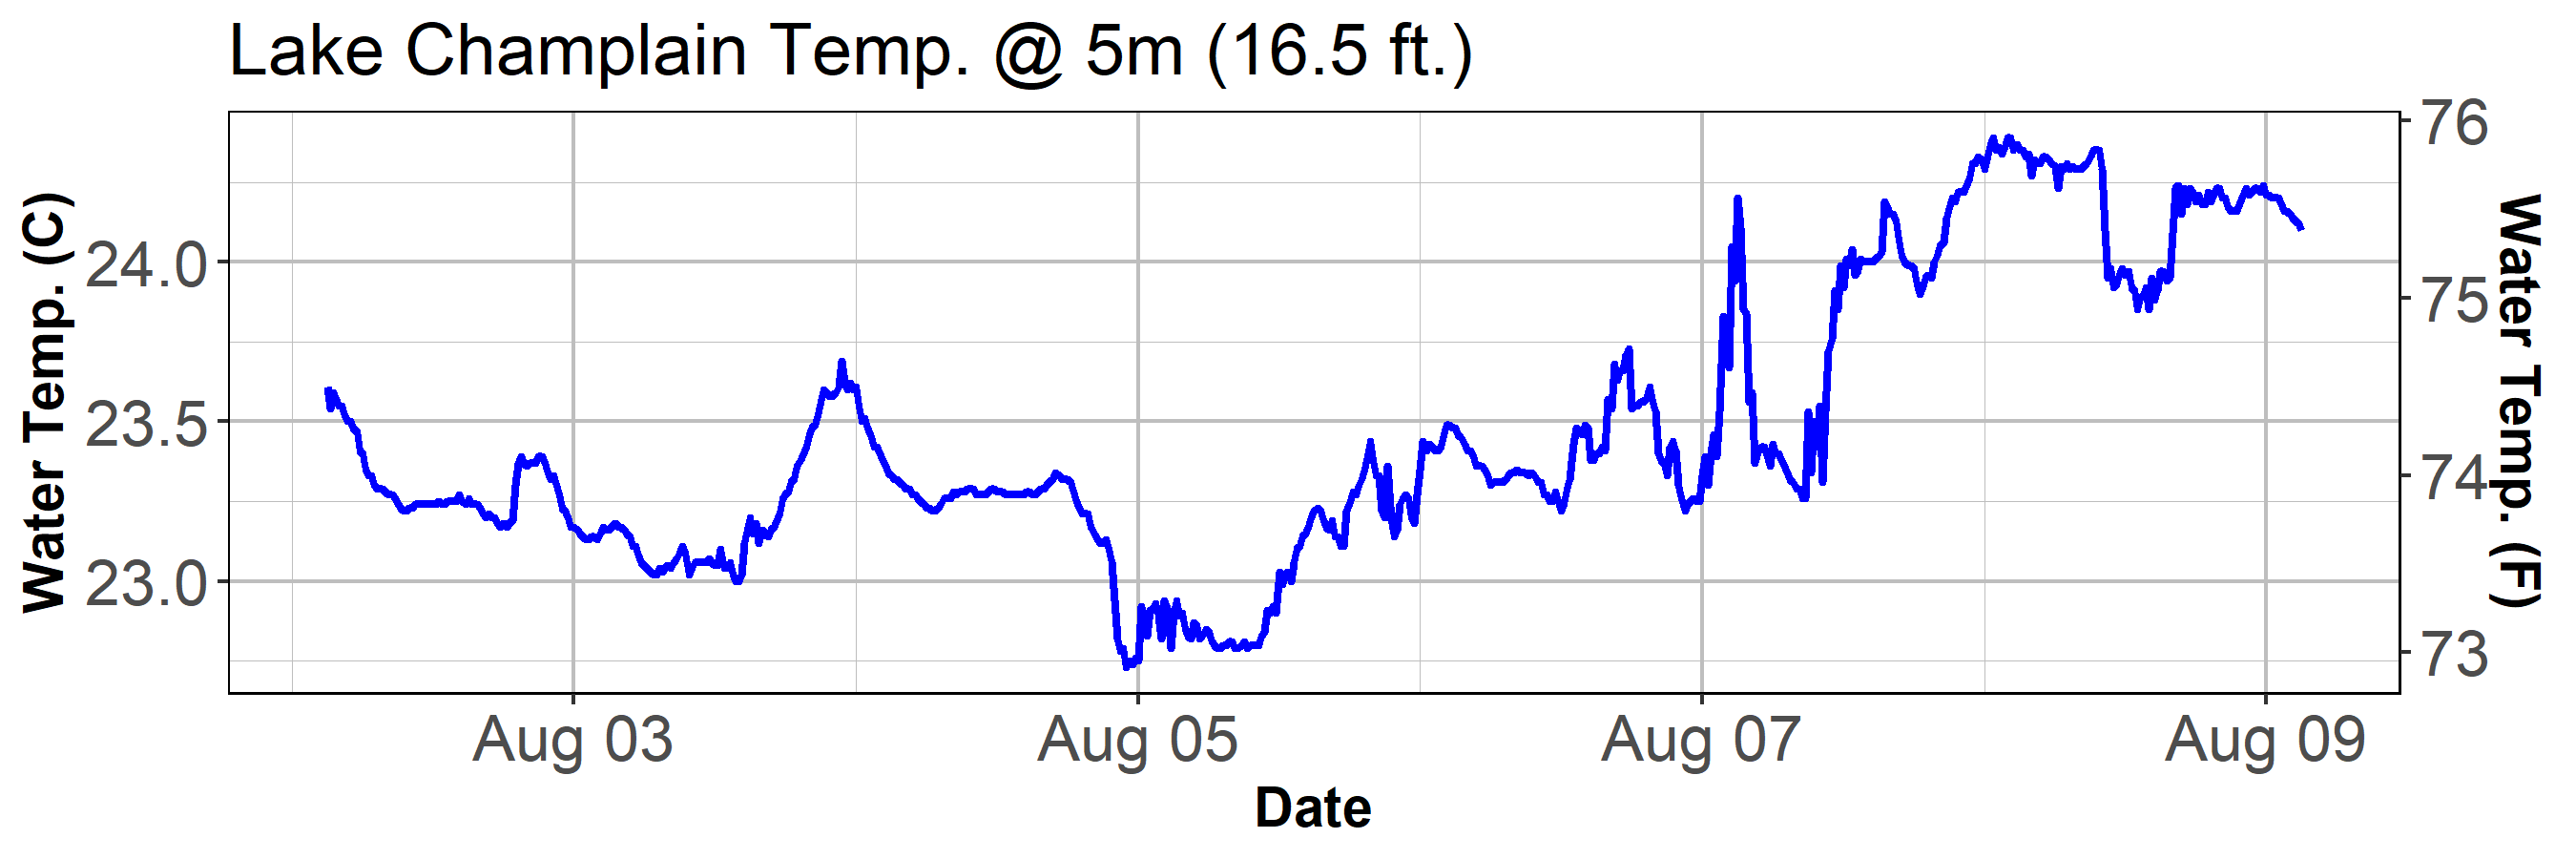 Lake Champlain Temp. @ 5m (16.5 ft.)
Water Temp. (C)
24.0
23.5
23.0
76
75
74
73
Water Temp. (F)
Aug 03
Aug 05
Aug 07
Aug 09
Date